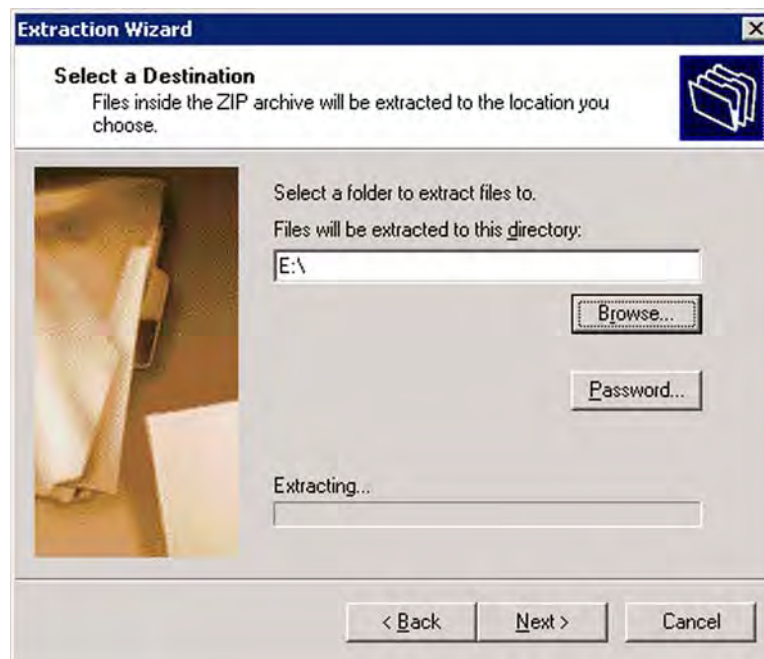 Extraction Wizard
Select a Destination
Files inside the ZIP archive will be extracted to the location you
choose.
Select a folder to extract files to.
Files will be extracted to this directory:
E:\
Browse...
Password...
Extracting...
< Back
Next >
Cancel